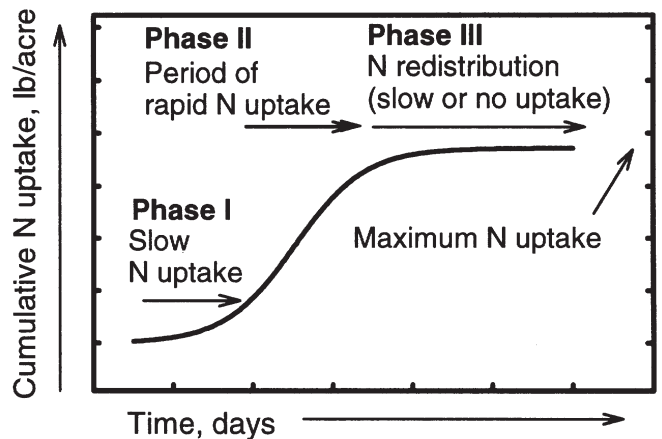 Cumulative N uptake, lb/acre
Phase II
Period of
rapid N uptake
Phase III
N redistribution
(slow or no uptake)
Phase I
Slow
N uptake
Maximum N uptake
Time, days